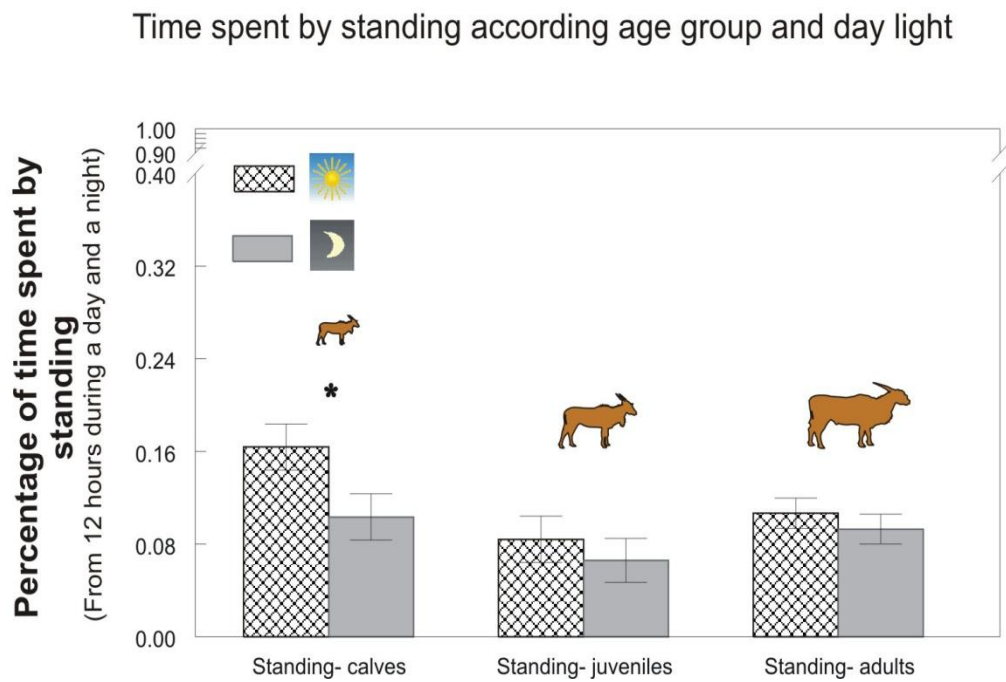 Time spent by standing according age group and day light
Percentage of time spent by
standing
(From 12 hours during a day and a night)
1.00
0.90
0.40
0.32
0.24
0.16
0.08
0.00
*
Standing- calves
Standing- juveniles
Standing- adults